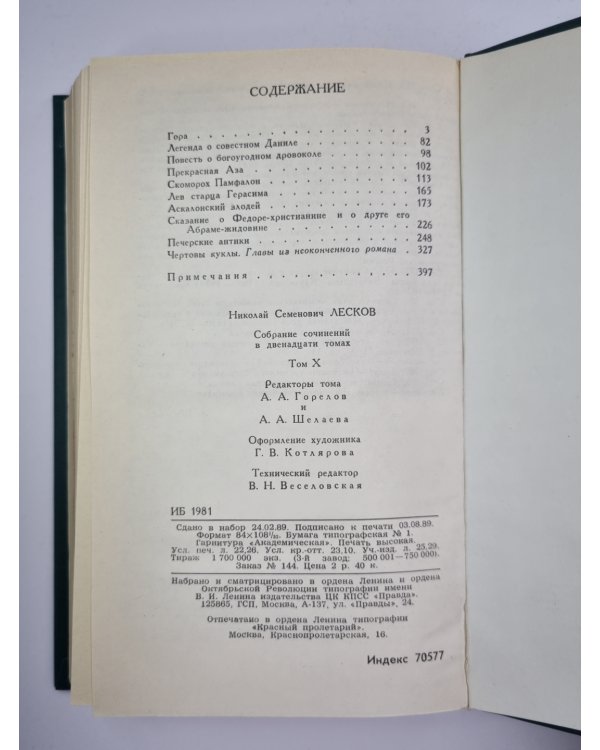 СОДЕРЖАНИЕ
Гора . . . . . . . . . . . . . . . . 3
Легенда о совестном Даниле . . . . . . . . 82
Повесть о богоугодном дровоколе . . . . . . 98
Прекрасная Аза . . . . . . . . . . . . 102
Скоморох Памфалон . . . . . . . . . . . 113
Лев старца Герасима . . . . . . . . . . 165
Аскалонский злодей . . . . . . . . . . 173
Сказание о Федоре-христианине и о друге его
Абраме-жидовине . . . . . . . . . . 226
Печерские антики . . . . . . . . . . . 248
Чертовы куклы. Главы из неоконченного романа . 327
Примечания . . . . . . . . . . . . 397
Николай Семенович ЛЕСКОВ
Собрание сочинений
в двенадцати томах
Том X
Редакторы тома
А. А. Горелов
и
А. А. Шелаева
Оформление художника
Г. В. Котлярова
Технический редактор
В. Н. Веселовская
ИБ 1981
Сдано в набор 24.02.89. Подписано к печати 03.08.89.
Формат 84×108¹/₃₂. Бумага типографская № 1.
Гарнитура «Академическая». Печать высокая.
Усл. печ. л. 22,26. Усл. кр.-отт. 23,10. Уч.-изд. л. 25,29.
Тираж 1 700 000 экз. (3-й завод: 500 001—750 000).
Заказ № 144. Цена 2 р. 40 к.
Набрано и сматрицировано в ордена Ленина и ордена
Октябрьской Революции типографии имени
В. И. Ленина издательства ЦК КПСС «Правда».
125865, ГСП, Москва, А-137, ул. «Правды», 24.
Отпечатано в ордена Ленина типографии
«Красный пролетарий».
Москва, Краснопролетарская, 16.
Индекс 70577